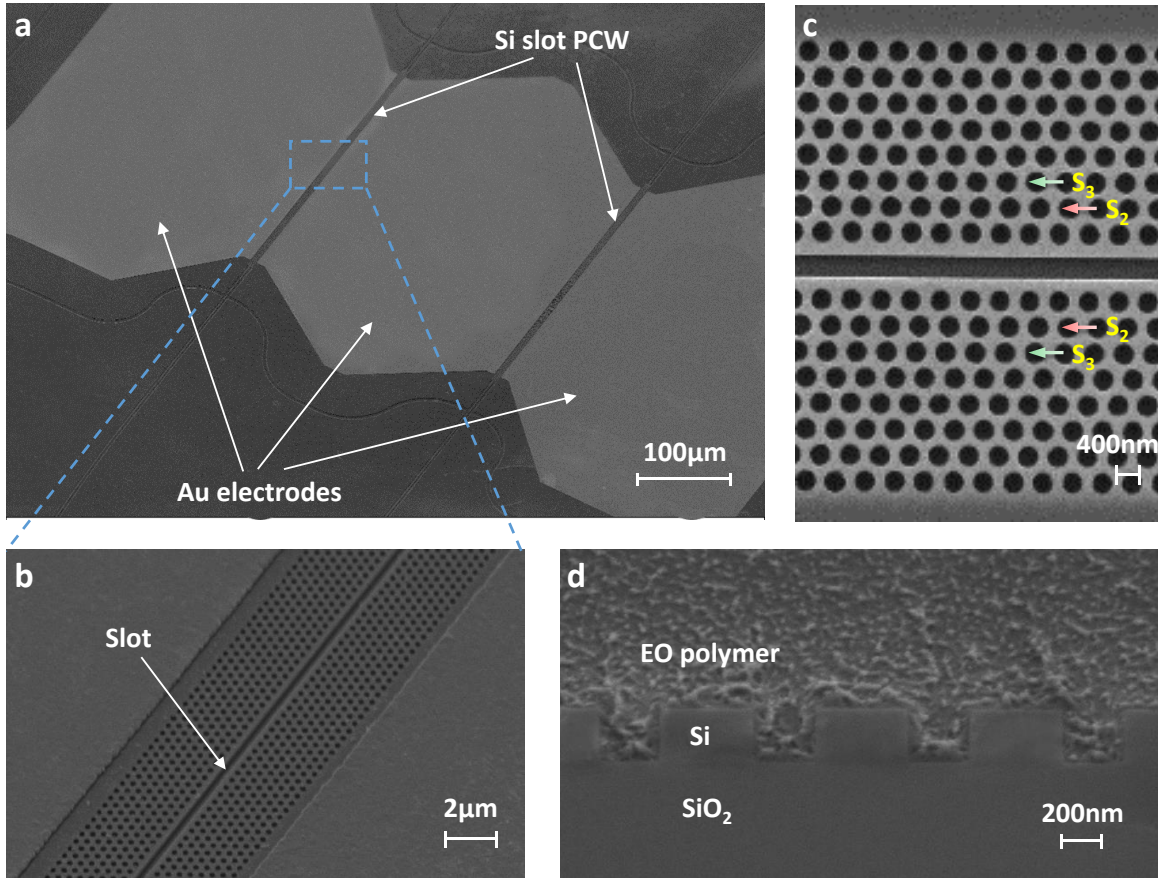 a
Si slot PCW
Au electrodes
100μm
b
Slot
2μm
c
S₃
S₂
S₂
S₃
400nm
d
EO polymer
Si
SiO₂
200nm